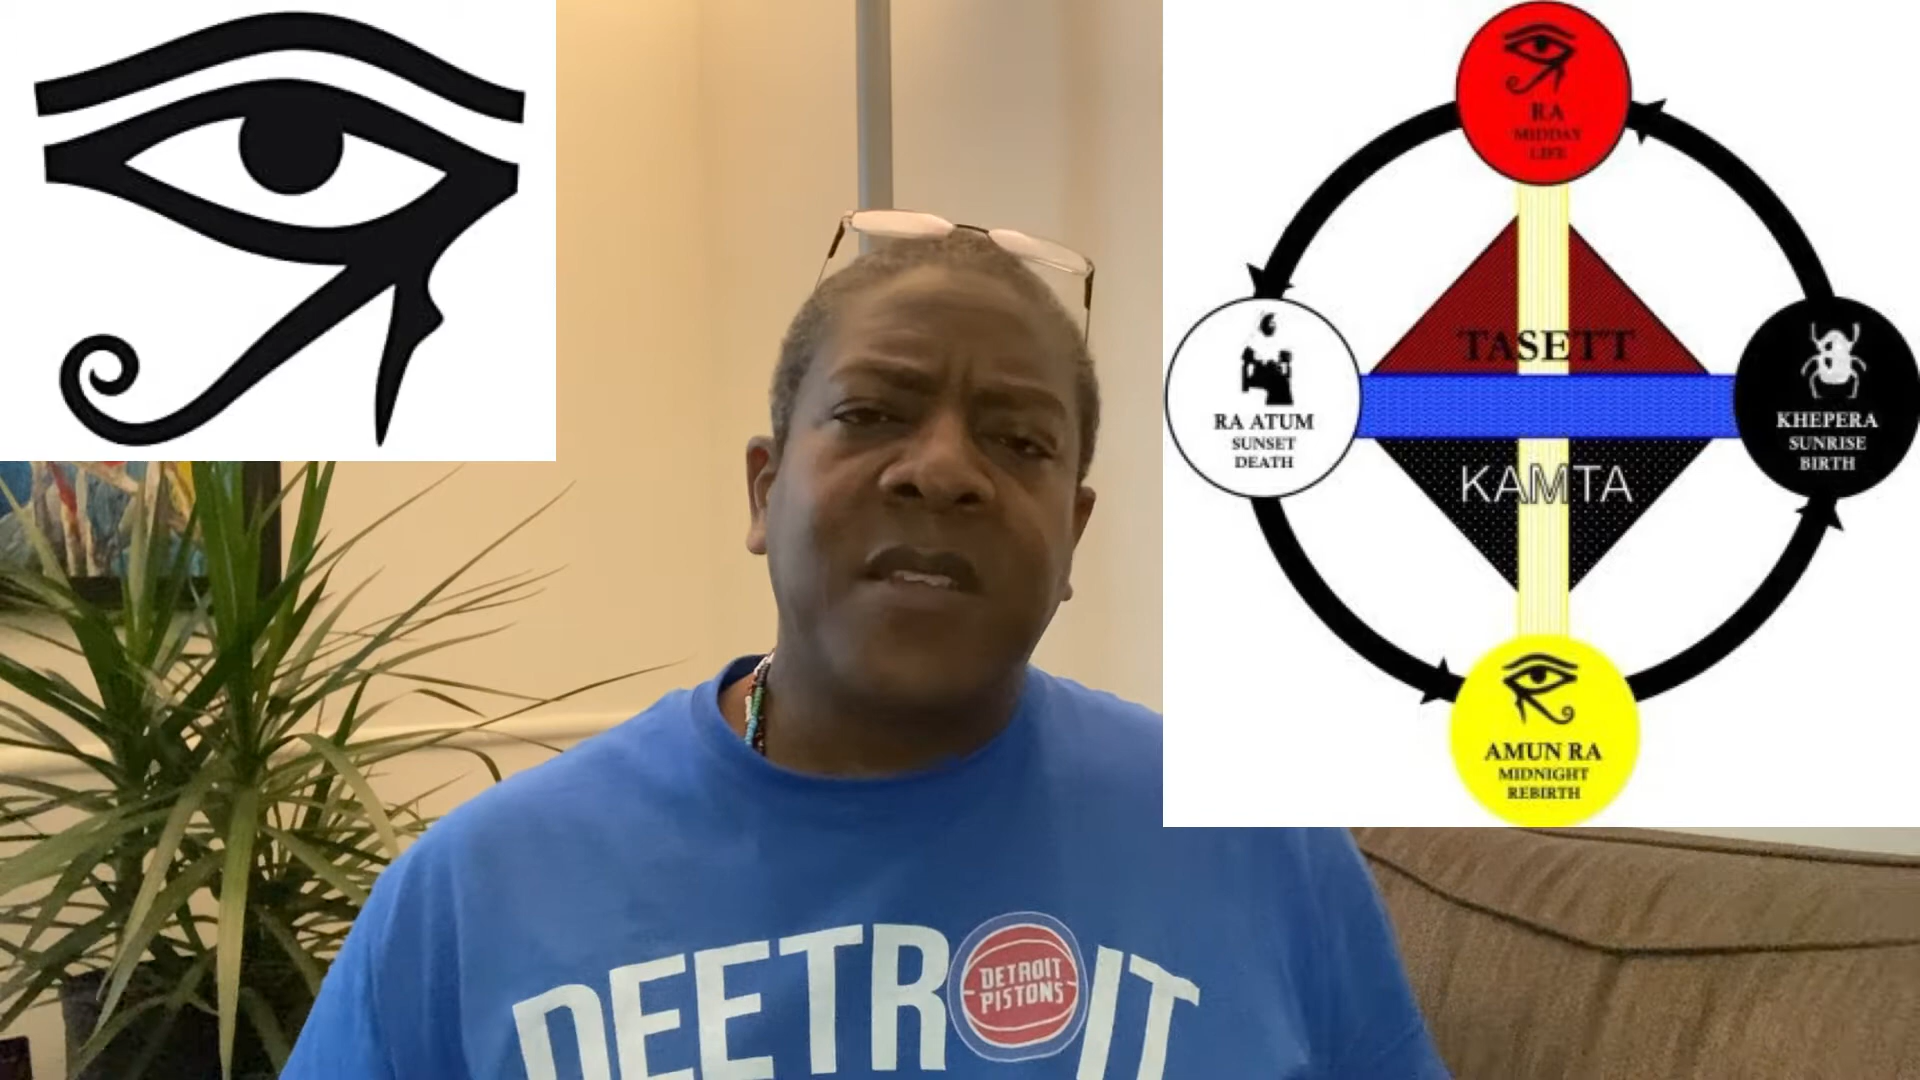 RA
MIDDAY
LIFE
TASETT
RA ATUM
SUNSET
DEATH
KHEPERA
SUNRISE
BIRTH
KAMTA
AMUN RA
MIDNIGHT
REBIRTH
DEETROIT
DETROIT
PISTONS